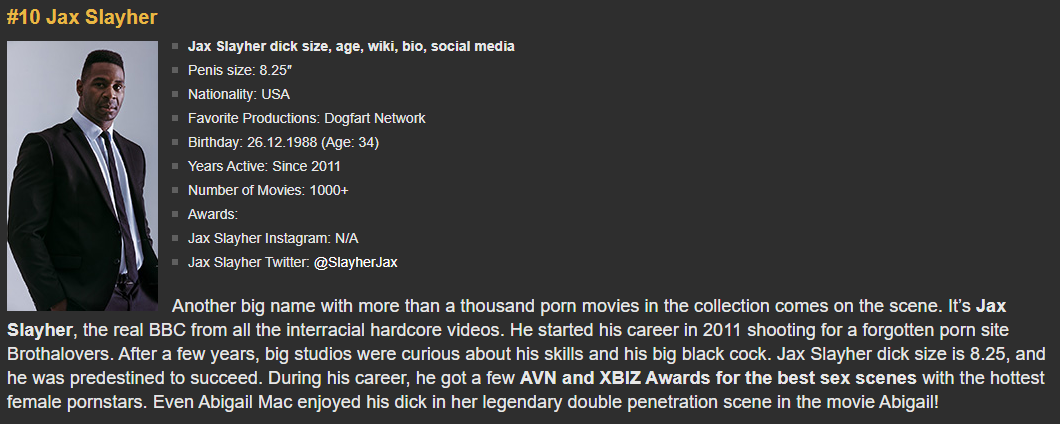 #10 Jax Slayher
Jax Slayher dick size, age, wiki, bio, social media
Penis size: 8.25″
Nationality: USA
Favorite Productions: Dogfart Network
Birthday: 26.12.1988 (Age: 34)
Years Active: Since 2011
Number of Movies: 1000+
Awards:
Jax Slayher Instagram: N/A
Jax Slayher Twitter: @SlayherJax
Another big name with more than a thousand porn movies in the collection comes on the scene. It’s Jax
Slayher, the real BBC from all the interracial hardcore videos. He started his career in 2011 shooting for a forgotten porn site
Brothalovers. After a few years, big studios were curious about his skills and his big black cock. Jax Slayher dick size is 8.25, and
he was predestined to succeed. During his career, he got a few AVN and XBIZ Awards for the best sex scenes with the hottest
female pornstars. Even Abigail Mac enjoyed his dick in her legendary double penetration scene in the movie Abigail!